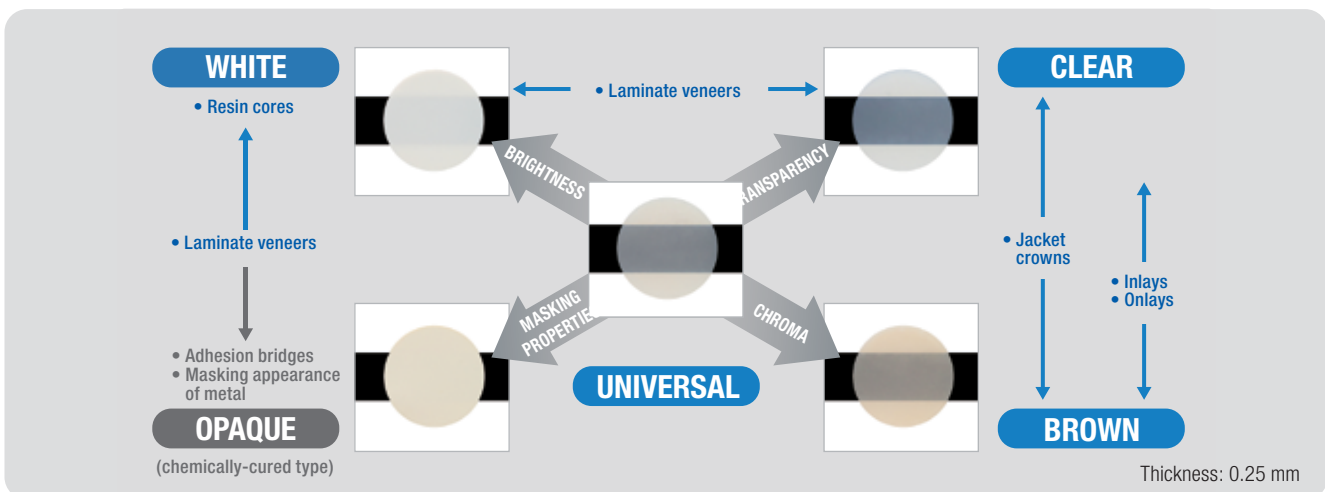 WHITE
• Resin cores
• Laminate veneers
CLEAR
BRIGHTNESS
TRANSPARENCY
• Laminate veneers
• Jacket
crowns
• Inlays
• Onlays
MASKING
PROPERTIES
CHROMA
• Adhesion bridges
• Masking appearance
of metal
OPAQUE
(chemically-cured type)
UNIVERSAL
BROWN
Thickness: 0.25 mm